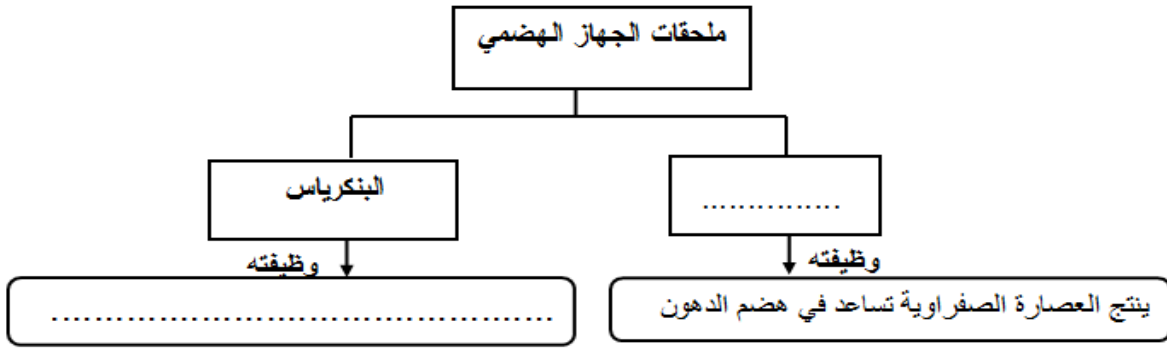 ملحقات الجهاز الهضمي
..............
البنكرياس
وظيفته
وظيفته
ينتج العصارة الصفراوية تساعد في هضم الدهون
................................................